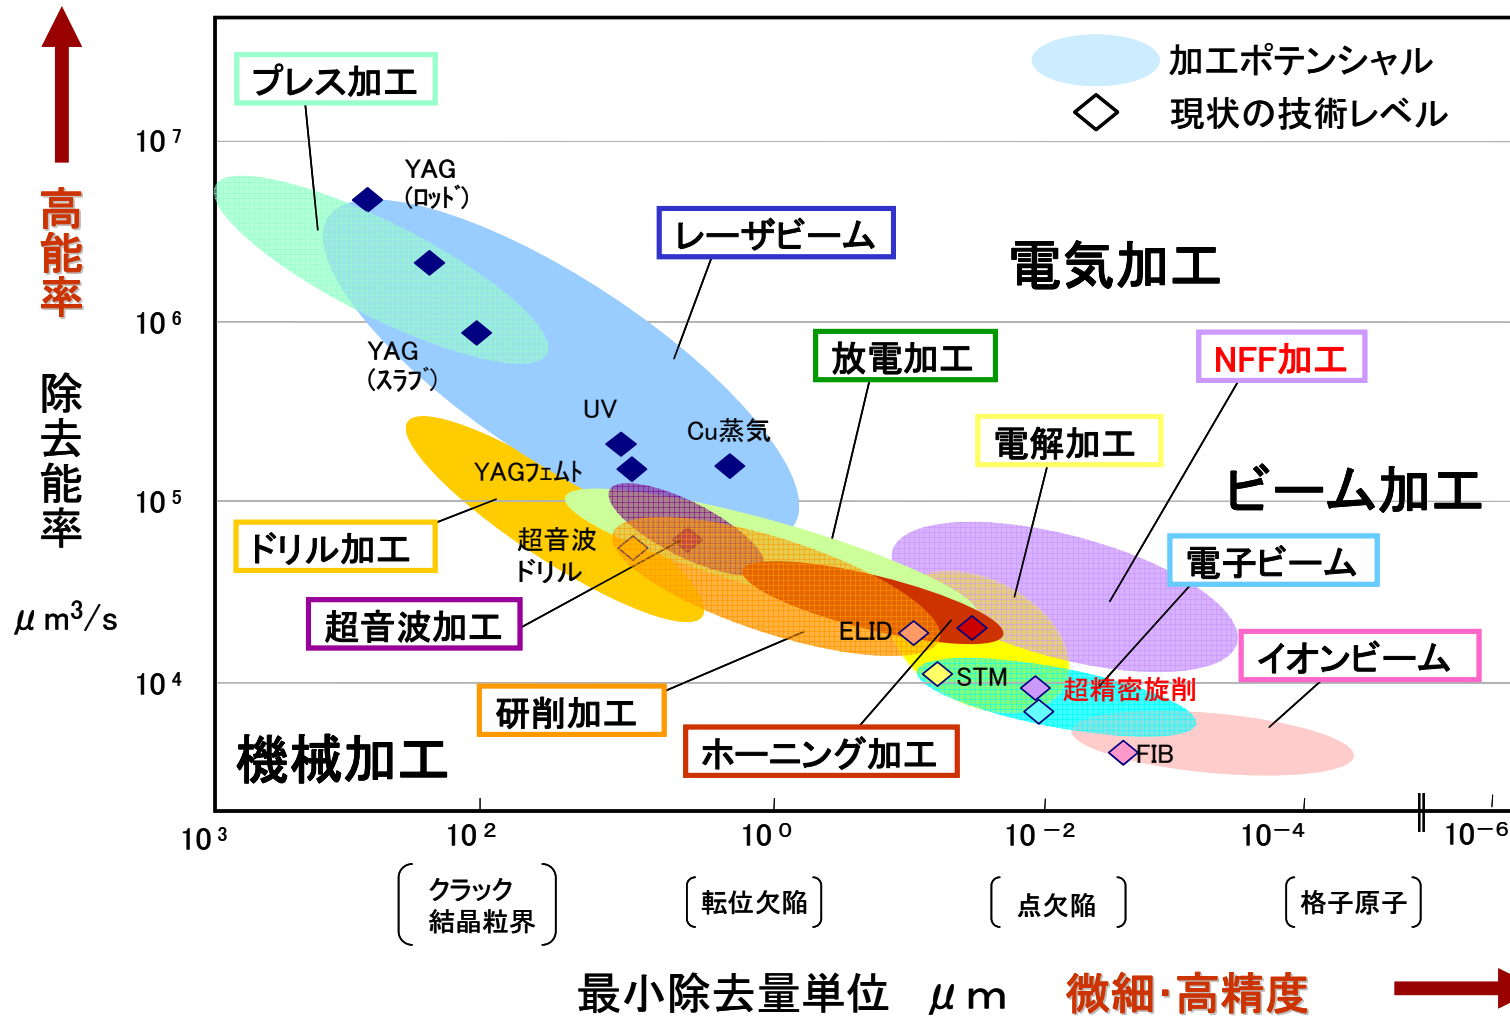 加工ポテンシャル
現状の技術レベル
高能率
除去能率
μm³/s
10⁷
10⁶
10⁵
10⁴
プレス加工
YAG
(ﾛｯﾄﾞ)
レーザビーム
電気加工
YAG
(ｽﾗﾌﾞ)
放電加工
NFF加工
UV
Cu蒸気
電解加工
YAGﾌｪﾑﾄ
ビーム加工
ドリル加工
超音波
ドリル
電子ビーム
超音波加工
ELID
イオンビーム
STM
超精密旋削
研削加工
ホーニング加工
FIB
機械加工
10³
10²
10⁰
10⁻²
10⁻⁴
10⁻⁶
クラック
結晶粒界
転位欠陥
点欠陥
格子原子
最小除去量単位 μm 微細・高精度